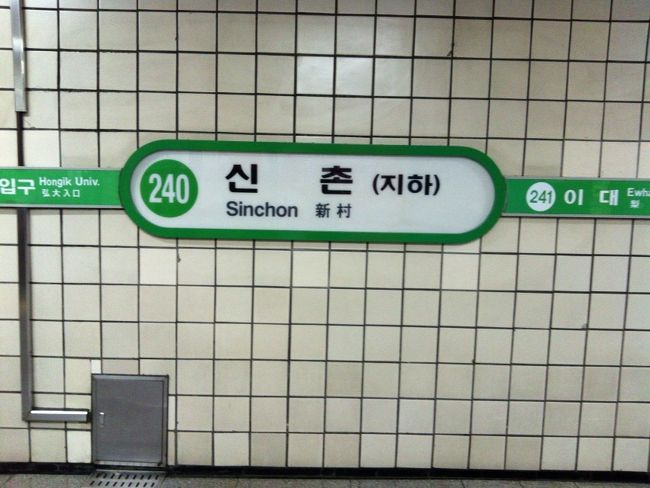 입구 Hongik Univ.
弘大入口
240 신 촌 (지하)
Sinchon 新村
241 이 대 Ewha
梨